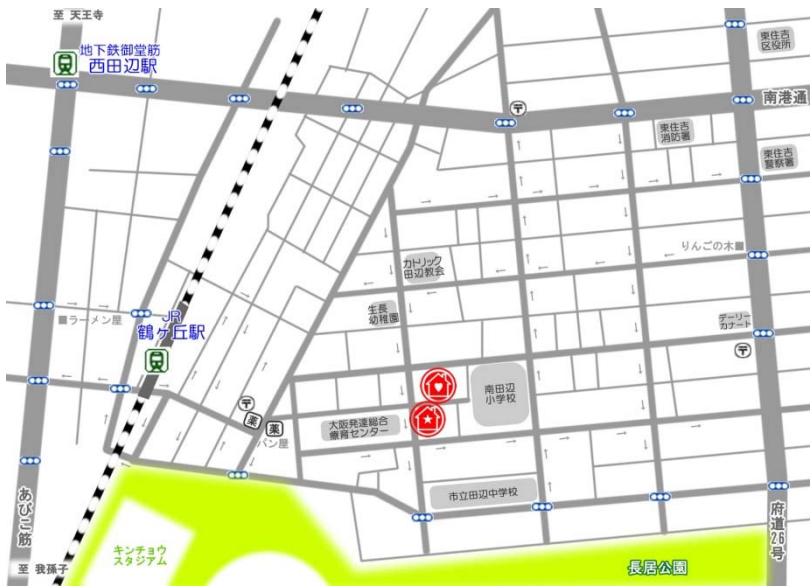 至 天王寺
地下鉄御堂筋
西田辺駅
東住吉
区役所
南港通
〒
東住吉
消防署
東住吉
警察署
カトリック
田辺教会
りんごの木■
生長
幼稚園
デーリー
カナート
〒
■ラーメン屋
JR
鶴ヶ丘駅
南田辺
小学校
〒
薬
薬
パン屋
大阪発達総合
療育センター
市立田辺中学校
あびこ筋
府道26号
キンチョウ
スタジアム
長居公園
至 我孫子